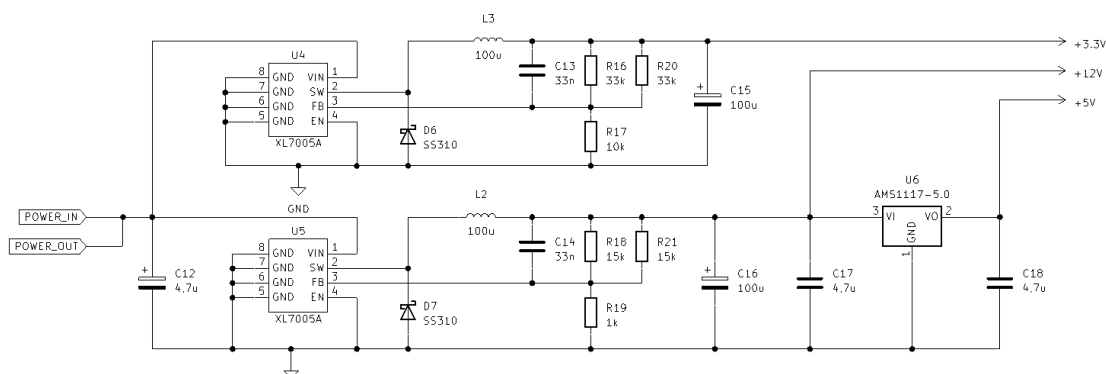 L3
100u
+3.3V
+12V
+5V
U4
8 GND VIN 1
7 GND SW 2
6 GND FB 3
5 GND EN 4
XL7005A
C13
33n
R16
33k
R20
33k
C15
100u
D6
SS310
R17
10k
GND
POWER_IN
POWER_OUT
C12
4,7u
U5
8 GND VIN 1
7 GND SW 2
6 GND FB 3
5 GND EN 4
XL7005A
L2
100u
C14
33n
R18
15k
R21
15k
D7
SS310
R19
1k
C16
100u
C17
4,7u
U6
AMS1117-5.0
3 VI VO 2
GND
1
C18
4,7u
+
+
+